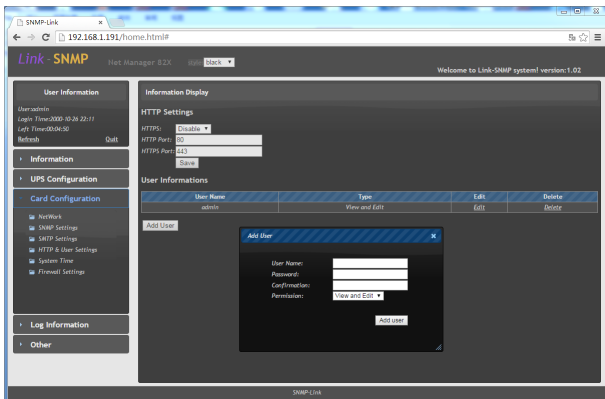 SNMP-Link
192.168.1.191/home.html#
Link - SNMP Net Manager 82X Style: black
Welcome to Link-SNMP system! version:1.02
User Information
User:admin
Login Time:2000-10-26 22:11
Left Time:00:04:50
Refresh Quit
Information
UPS Configuration
Card Configuration
NetWork
SNMP Settings
SMTP Settings
HTTP & User Settings
System Time
Firewall Settings
Log Information
Other
Information Display
HTTP Settings
HTTPS: Disable
HTTP Port: 80
HTTPS Port: 443
Save
User Informations
User Name Type Edit Delete
admin View and Edit Edit Delete
Add User
Add User
User Name:
Password:
Confirmation:
Permission: View and Edit
Add user
SNMP-Link